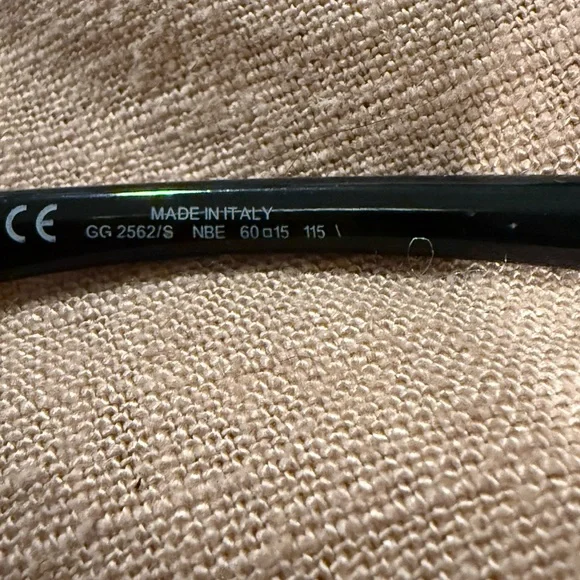 CE
MADE IN ITALY
GG 2562/S NBE 60□15 115 \